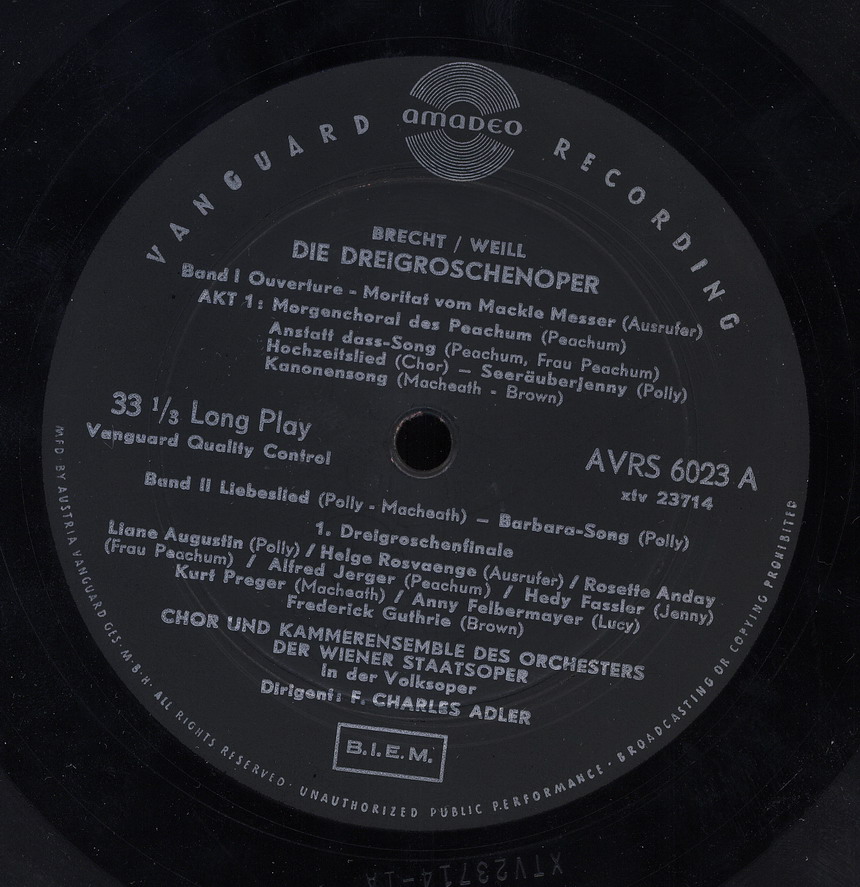 VANGUARD RECORDING
amadeo
BRECHT / WEILL
DIE DREIGROSCHENOPER
Band I Ouverture - Moritat vom Mackie Messer (Ausrufer)
AKT 1: Morgenchoral des Peachum (Peachum)
Anstatt dass-Song (Peachum, Frau Peachum)
Hochzeitslied (Chor) — Seeräuberjenny (Polly)
Kanonensong (Macheath - Brown)
33 1/3 Long Play
Vanguard Quality Control
AVRS 6023 A
xtv 23714
Band II Liebeslied (Polly - Macheath) — Barbara-Song (Polly)
1. Dreigroschenfinale
Liane Augustin (Polly) / Helge Rosvaenge (Ausrufer) / Rosette Anday
(Frau Peachum) / Alfred Jerger (Peachum) / Hedy Fassler (Jenny)
Kurt Preger (Macheath) / Anny Felbermayer (Lucy)
Frederick Guthrie (Brown)
CHOR UND KAMMERENSEMBLE DES ORCHESTERS
DER WIENER STAATSOPER
In der Volksoper
Dirigent: F. CHARLES ADLER
B.I.E.M.
MFD. BY AUSTRIA VANGUARD GES·M·B·H· ALL RIGHTS RESERVED · UNAUTHORIZED PUBLIC PERFORMANCE · BROADCASTING OR COPYING PROHIBITED
XTV23714-1A